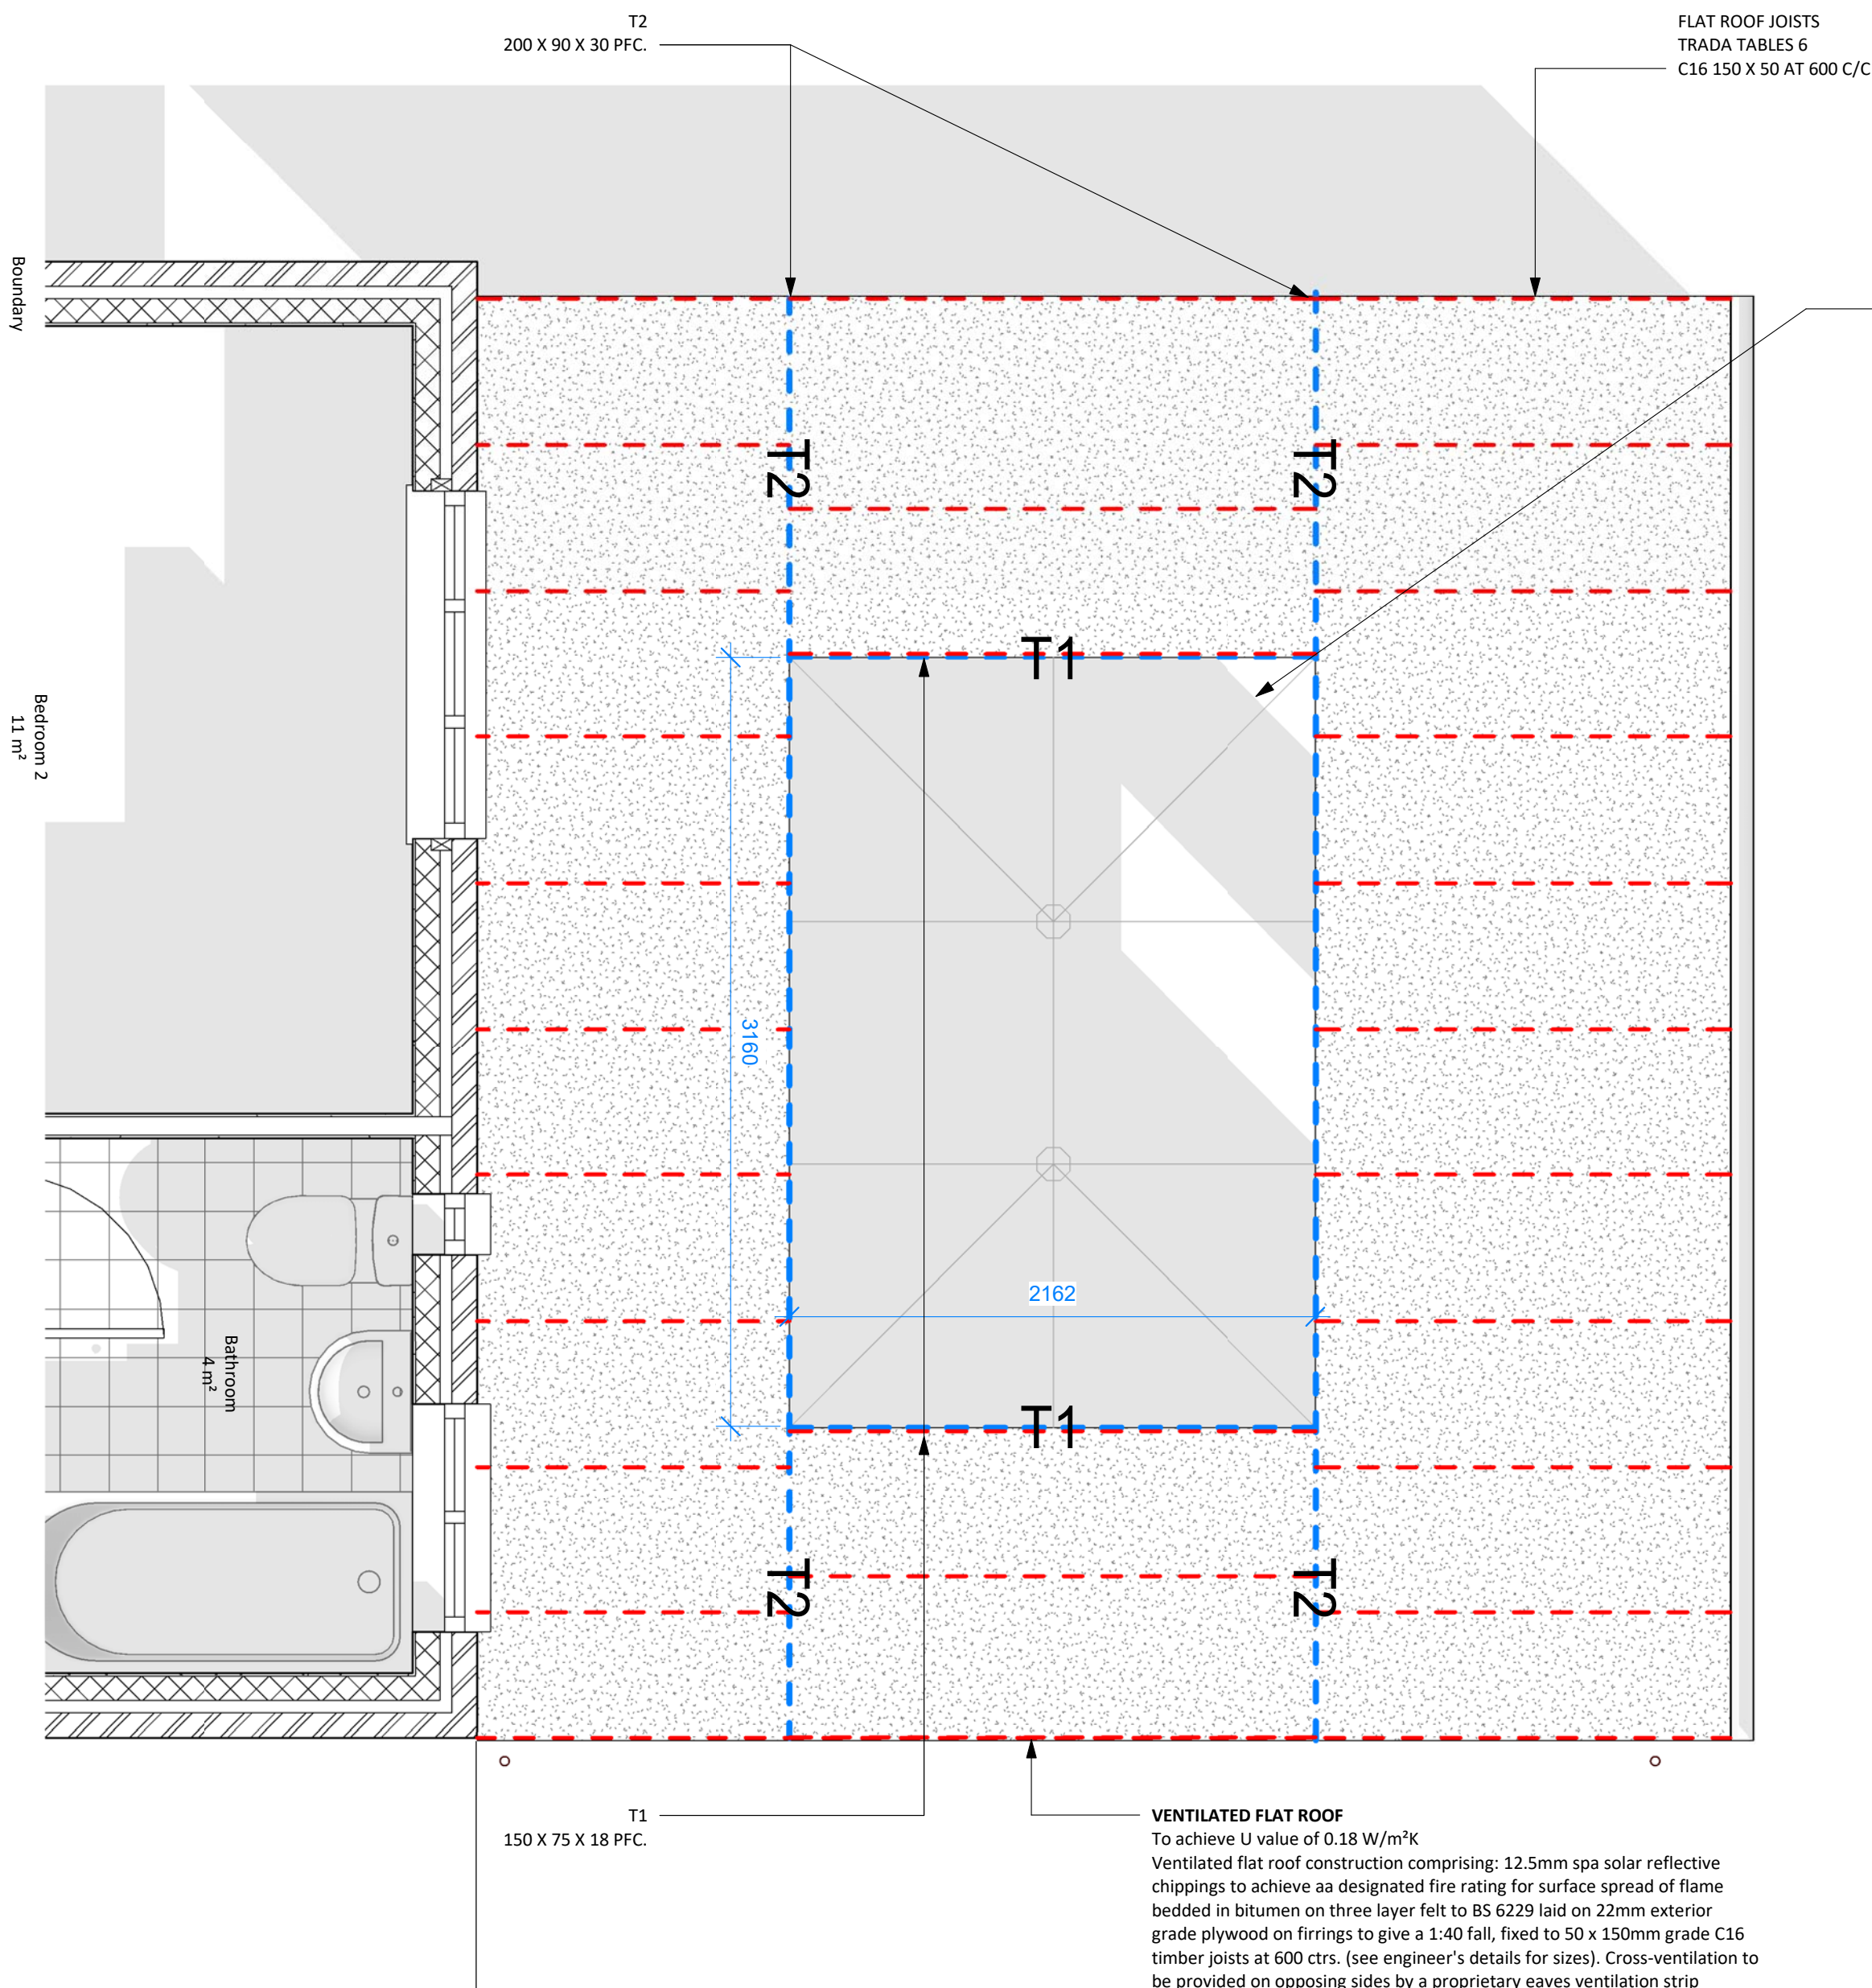 T2
200 X 90 X 30 PFC.
FLAT ROOF JOISTS
TRADA TABLES 6
C16 150 X 50 AT 600 C/C
Boundary
T2
T2
T1
Bedroom 2
11 m²
3160
2162
Bathroom
4 m²
T1
T2
T2
T1
150 X 75 X 18 PFC.
VENTILATED FLAT ROOF
To achieve U value of 0.18 W/m²K
Ventilated flat roof construction comprising: 12.5mm spa solar reflective
chippings to achieve aa designated fire rating for surface spread of flame
bedded in bitumen on three layer felt to BS 6229 laid on 22mm exterior
grade plywood on firrings to give a 1:40 fall, fixed to 50 x 150mm grade C16
timber joists at 600 ctrs. (see engineer's details for sizes). Cross-ventilation to
be provided on opposing sides by a proprietary eaves ventilation strip